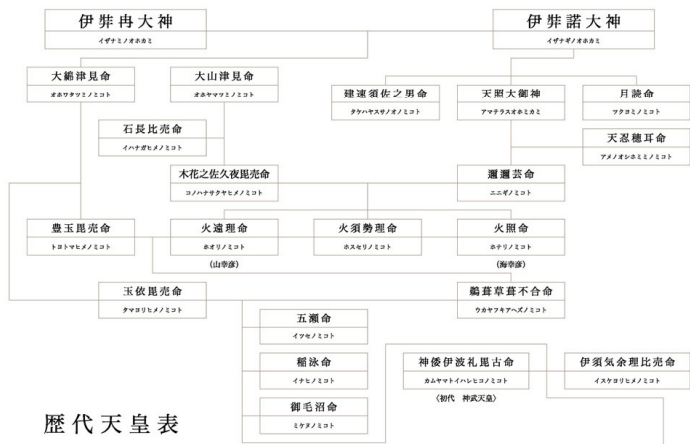 伊弉冉大神
イザナミノオホカミ
伊弉諾大神
イザナギノオホカミ
大綿津見命
オホワタツミノミコト
大山津見命
オホヤマツミノミコト
建速須佐之男命
タケハヤスサノオノミコト
天照大御神
アマテラスオホミカミ
月読命
ツクヨミノミコト
石長比売命
イハナガヒメノミコト
天忍穂耳命
アメノオシホミミノミコト
木花之佐久夜毘売命
コノハナサクヤヒメノミコト
邇邇芸命
ニニギノミコト
豊玉毘売命
トヨトマヒメノミコト
火遠理命
ホオリノミコト
(山幸彦)
火須勢理命
ホスセリノミコト
火照命
ホテリノミコト
(海幸彦)
玉依毘売命
タマヨリヒメノミコト
鵜葺草葺不合命
ウカヤフキアヘズノミコト
五瀬命
イツセノミコト
稲泳命
イナヒノミコト
御毛沼命
ミケヌノミコト
神倭伊波礼毘古命
カムヤマトイハレヒコノミコト
〈初代 神武天皇〉
伊須気余理比売命
イスケヨリヒメノミコト
歴代天皇表